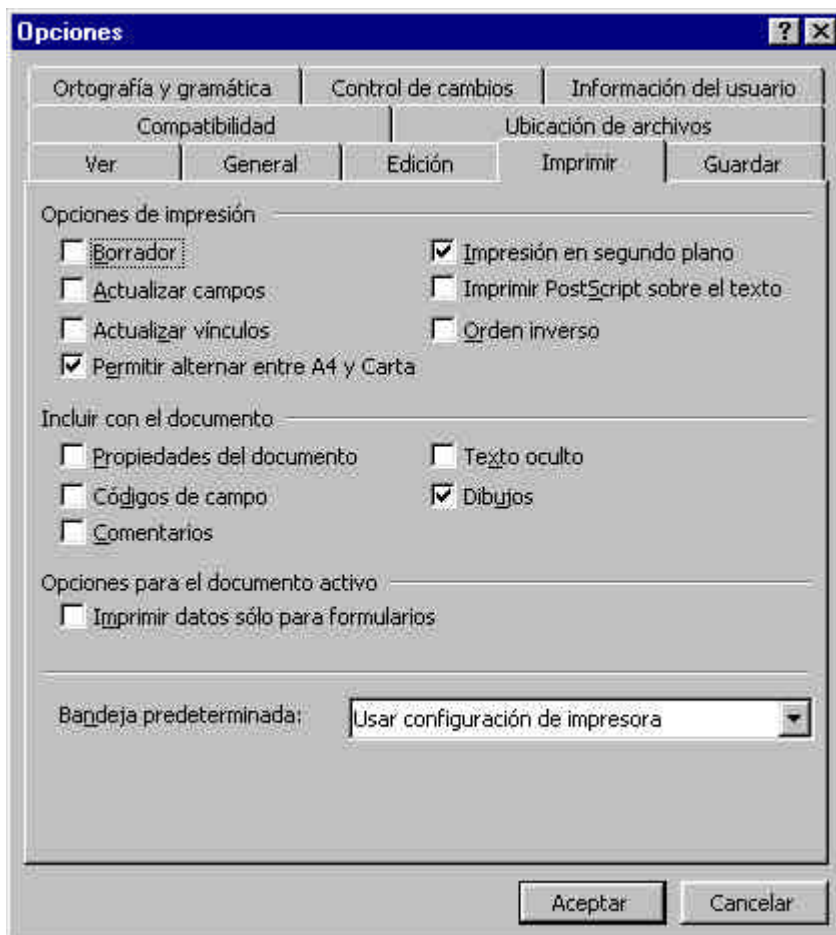 Opciones
Ortografía y gramática Control de cambios Información del usuario
Compatibilidad Ubicación de archivos
Ver General Edición Imprimir Guardar
Opciones de impresión
Borrador Impresión en segundo plano
Actualizar campos Imprimir PostScript sobre el texto
Actualizar vínculos Orden inverso
Permitir alternar entre A4 y Carta
Incluir con el documento
Propiedades del documento Texto oculto
Códigos de campo Dibujos
Comentarios
Opciones para el documento activo
Imprimir datos sólo para formularios
Bandeja predeterminada: Usar configuración de impresora
Aceptar Cancelar